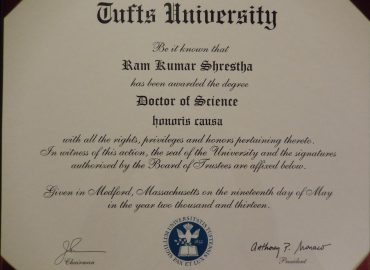 Tufts University
Be it known that
Ram Kumar Shrestha
has been awarded the degree
Doctor of Science
honoris causa
with all the rights, privileges and honors pertaining thereto.
In witness of this action, the seal of the University and the signatures
authorized by the Board of Trustees are affixed below.
Given in Medford, Massachusetts on the nineteenth day of May
in the year two thousand and thirteen.
Anthony P. Monaco
Chairman
President